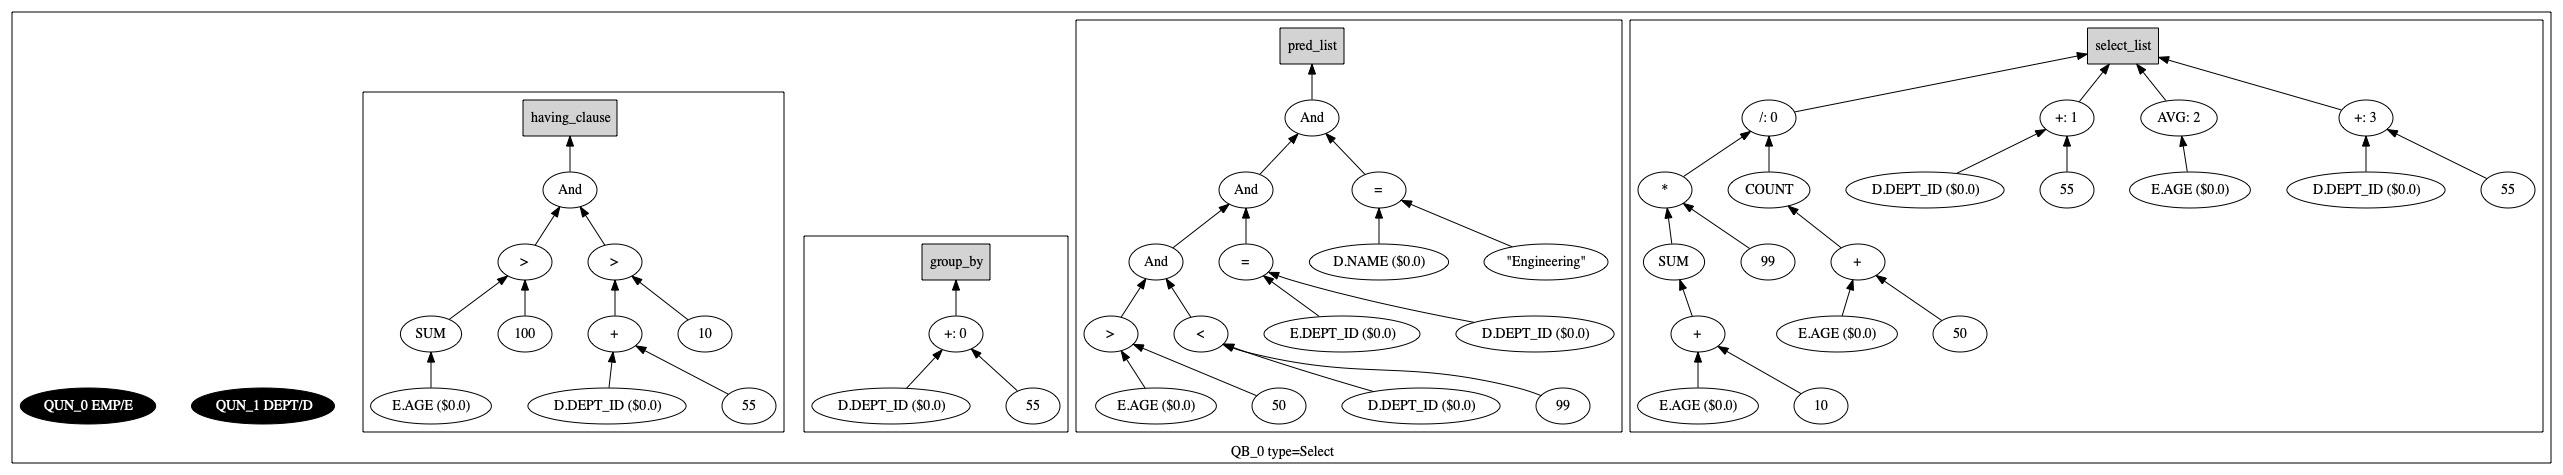 QUN_0 EMP/E
QUN_1 DEPT/D
having_clause
And
>
>
SUM
100
+
10
E.AGE ($0.0)
D.DEPT_ID ($0.0)
55
group_by
+: 0
D.DEPT_ID ($0.0)
55
pred_list
And
And
=
And
=
D.NAME ($0.0)
"Engineering"
>
<
E.DEPT_ID ($0.0)
D.DEPT_ID ($0.0)
E.AGE ($0.0)
50
D.DEPT_ID ($0.0)
99
select_list
/: 0
+: 1
AVG: 2
+: 3
*
COUNT
D.DEPT_ID ($0.0)
55
E.AGE ($0.0)
D.DEPT_ID ($0.0)
55
SUM
99
+
+
E.AGE ($0.0)
50
E.AGE ($0.0)
10
QB_0 type=Select